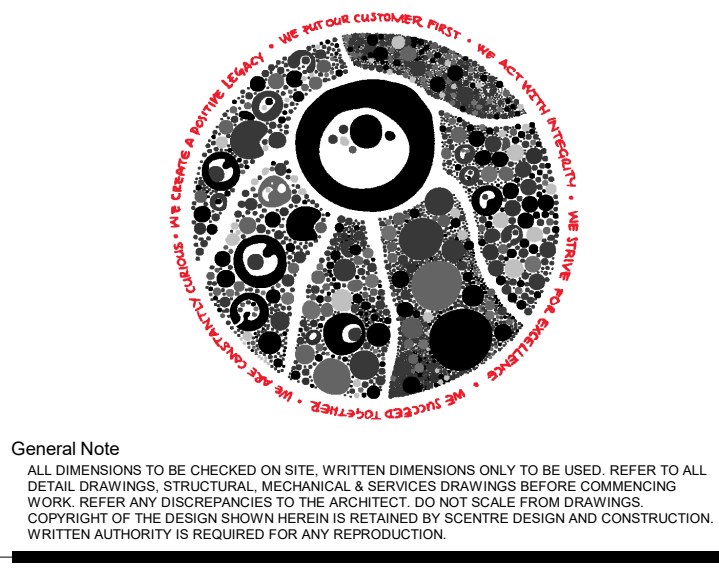 WE PUT OUR CUSTOMER FIRST • WE ACT WITH INTEGRITY • WE STRIVE FOR EXCELLENCE • WE SUCCEED TOGETHER • WE ARE CONSTANTLY CURIOUS • WE CREATE A POSITIVE LEGACY •
General Note
ALL DIMENSIONS TO BE CHECKED ON SITE, WRITTEN DIMENSIONS ONLY TO BE USED. REFER TO ALL
DETAIL DRAWINGS, STRUCTURAL, MECHANICAL & SERVICES DRAWINGS BEFORE COMMENCING
WORK. REFER ANY DISCREPANCIES TO THE ARCHITECT. DO NOT SCALE FROM DRAWINGS.
COPYRIGHT OF THE DESIGN SHOWN HEREIN IS RETAINED BY SCENTRE DESIGN AND CONSTRUCTION.
WRITTEN AUTHORITY IS REQUIRED FOR ANY REPRODUCTION.